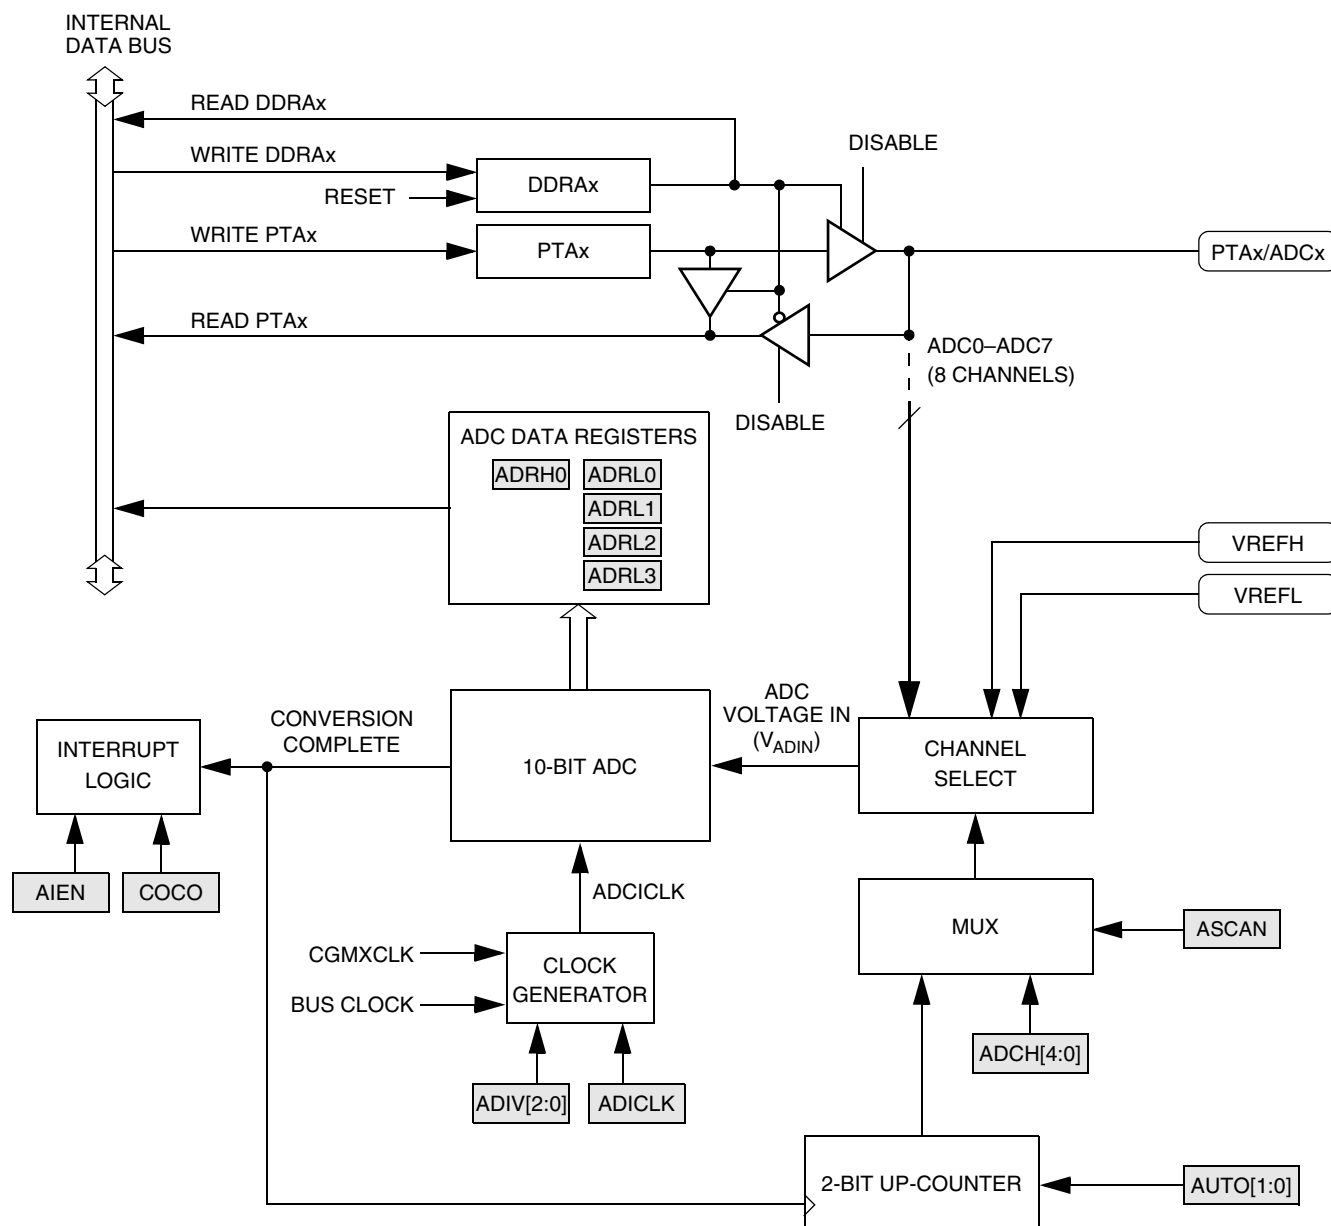 INTERNAL
DATA BUS
READ DDRAx
WRITE DDRAx
DISABLE
DDRAx
RESET
WRITE PTAx
PTAx
PTAx/ADCx
READ PTAx
ADC0–ADC7
(8 CHANNELS)
DISABLE
ADC DATA REGISTERS
ADRH0 ADRL0
ADRL1
ADRL2
ADRL3
VREFH
VREFL
ADC
VOLTAGE IN
(VADIN)
CONVERSION
COMPLETE
INTERRUPT
LOGIC
10-BIT ADC
CHANNEL
SELECT
AIEN
COCO
ADCICLK
MUX
ASCAN
CGMXCLK
CLOCK
GENERATOR
BUS CLOCK
ADCH[4:0]
ADIV[2:0]
ADICLK
2-BIT UP-COUNTER
AUTO[1:0]